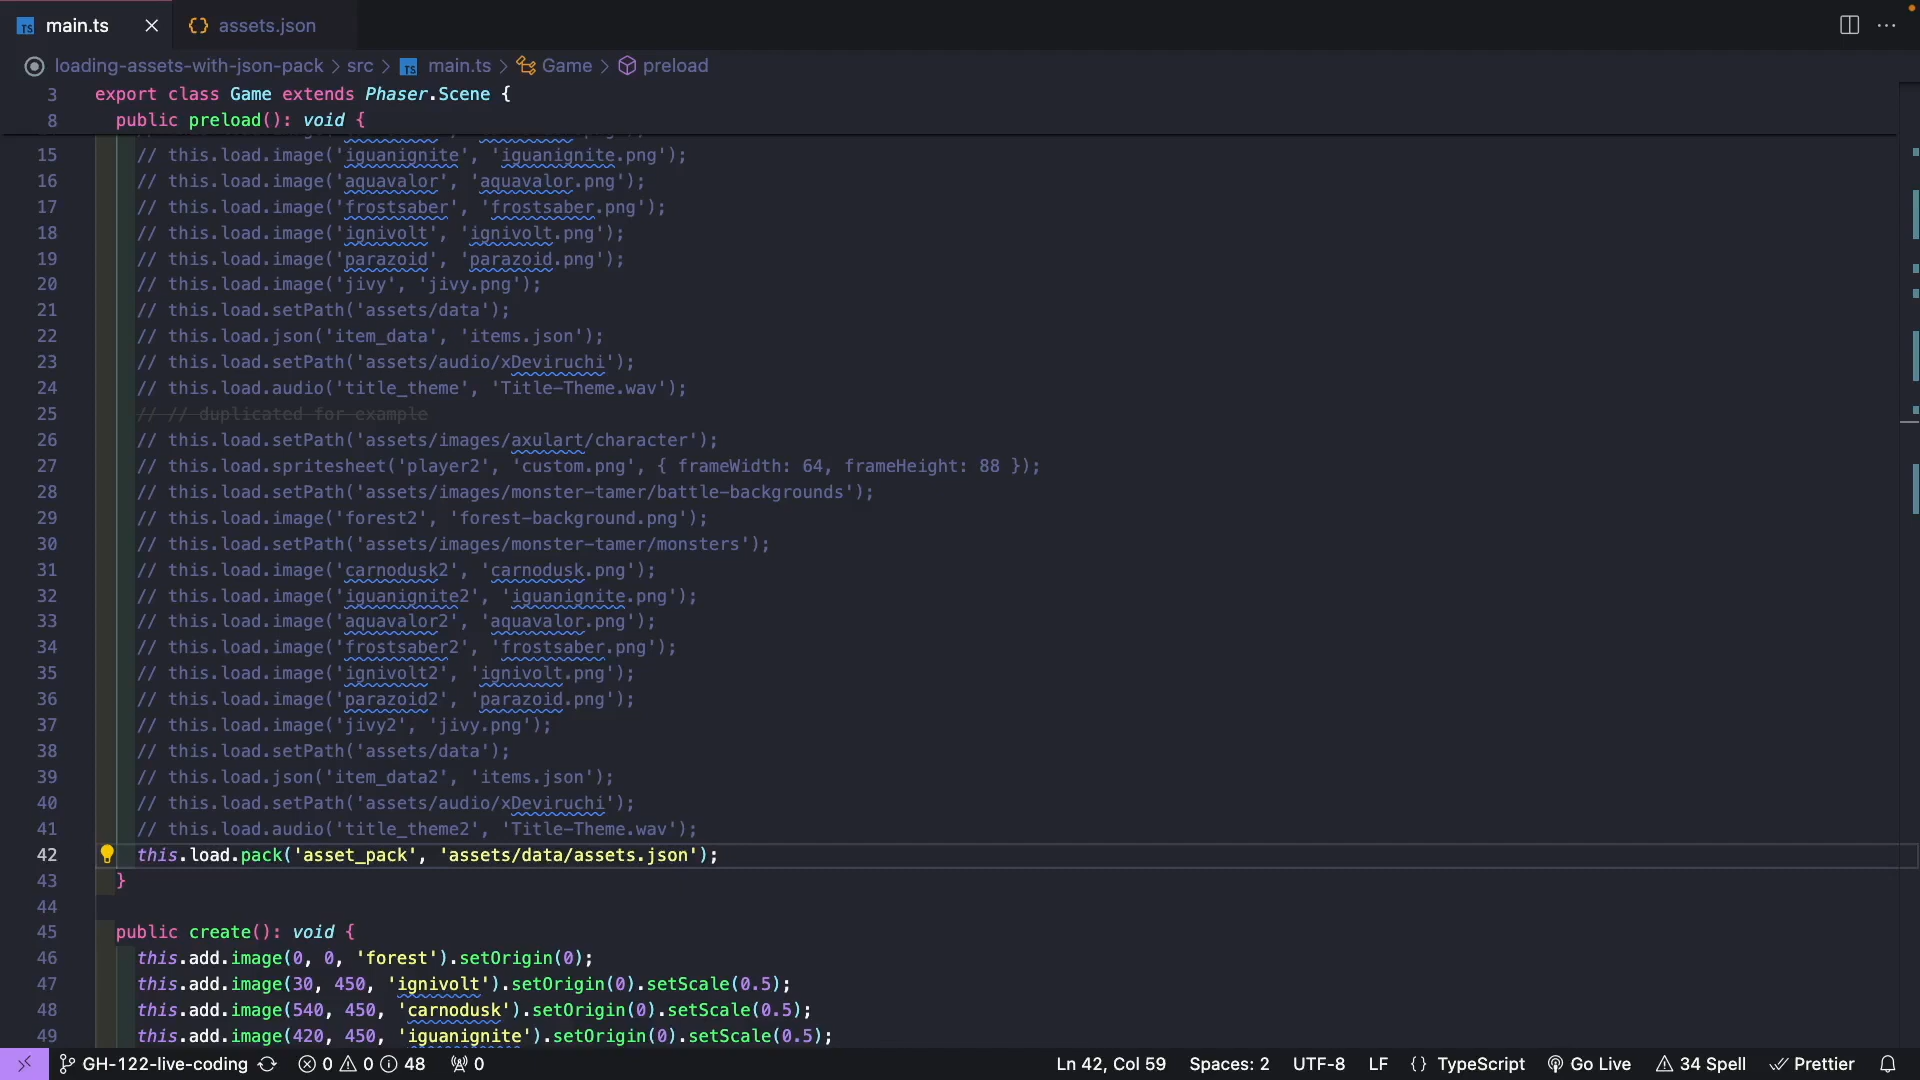 main.ts
assets.json
loading-assets-with-json-pack > src > main.ts > Game > preload
3 export class Game extends Phaser.Scene {
8 public preload(): void {
15 // this.load.image('iguanignite', 'iguanignite.png');
16 // this.load.image('aquavalor', 'aquavalor.png');
17 // this.load.image('frostsaber', 'frostsaber.png');
18 // this.load.image('ignivolt', 'ignivolt.png');
19 // this.load.image('parazoid', 'parazoid.png');
20 // this.load.image('jivy', 'jivy.png');
21 // this.load.setPath('assets/data');
22 // this.load.json('item_data', 'items.json');
23 // this.load.setPath('assets/audio/xDeviruchi');
24 // this.load.audio('title_theme', 'Title-Theme.wav');
25 // // duplicated for example
26 // this.load.setPath('assets/images/axulart/character');
27 // this.load.spritesheet('player2', 'custom.png', { frameWidth: 64, frameHeight: 88 });
28 // this.load.setPath('assets/images/monster-tamer/battle-backgrounds');
29 // this.load.image('forest2', 'forest-background.png');
30 // this.load.setPath('assets/images/monster-tamer/monsters');
31 // this.load.image('carnodusk2', 'carnodusk.png');
32 // this.load.image('iguanignite2', 'iguanignite.png');
33 // this.load.image('aquavalor2', 'aquavalor.png');
34 // this.load.image('frostsaber2', 'frostsaber.png');
35 // this.load.image('ignivolt2', 'ignivolt.png');
36 // this.load.image('parazoid2', 'parazoid.png');
37 // this.load.image('jivy2', 'jivy.png');
38 // this.load.setPath('assets/data');
39 // this.load.json('item_data2', 'items.json');
40 // this.load.setPath('assets/audio/xDeviruchi');
41 // this.load.audio('title_theme2', 'Title-Theme.wav');
42 this.load.pack('asset_pack', 'assets/data/assets.json');
43 }
44
45 public create(): void {
46 this.add.image(0, 0, 'forest').setOrigin(0);
47 this.add.image(30, 450, 'ignivolt').setOrigin(0).setScale(0.5);
48 this.add.image(540, 450, 'carnodusk').setOrigin(0).setScale(0.5);
49 this.add.image(420, 450, 'iguanignite').setOrigin(0).setScale(0.5);
GH-122-live-coding 0 0 48 0 Ln 42, Col 59 Spaces: 2 UTF-8 LF {} TypeScript Go Live 34 Spell Prettier